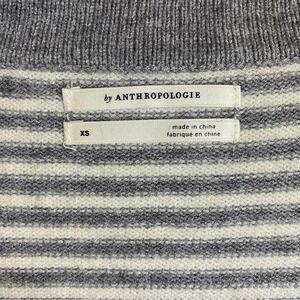 by ANTHROPOLOGIE
XS
made in china
fabriqué en chine